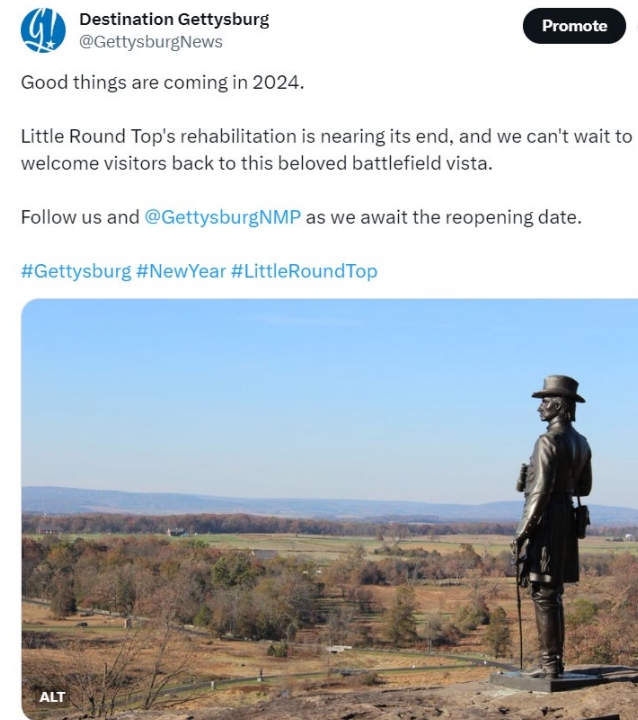 G!
Destination Gettysburg
@GettysburgNews
Promote
Good things are coming in 2024.
Little Round Top's rehabilitation is nearing its end, and we can't wait to
welcome visitors back to this beloved battlefield vista.
Follow us and @GettysburgNMP as we await the reopening date.
#Gettysburg #NewYear #LittleRoundTop
ALT